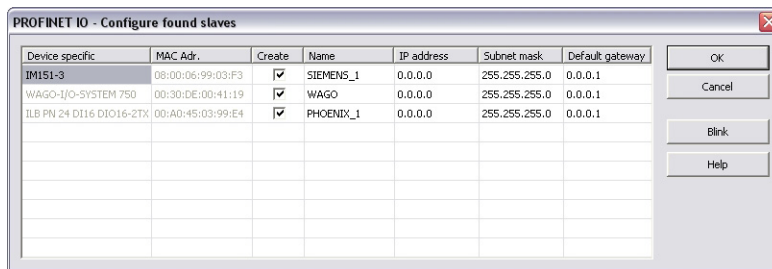 PROFINET IO - Configure found slaves
Device specific MAC Adr. Create Name IP address Subnet mask Default gateway
IM151-3 08:00:06:99:03:F3 SIEMENS_1 0.0.0.0 255.255.255.0 0.0.0.1
WAGO-I/O-SYSTEM 750 00:30:DE:00:41:19 WAGO 0.0.0.0 255.255.255.0 0.0.0.1
ILB PN 24 DI16 DIO16-2TX 00:A0:45:03:99:E4 PHOENIX_1 0.0.0.0 255.255.255.0 0.0.0.1
OK
Cancel
Blink
Help